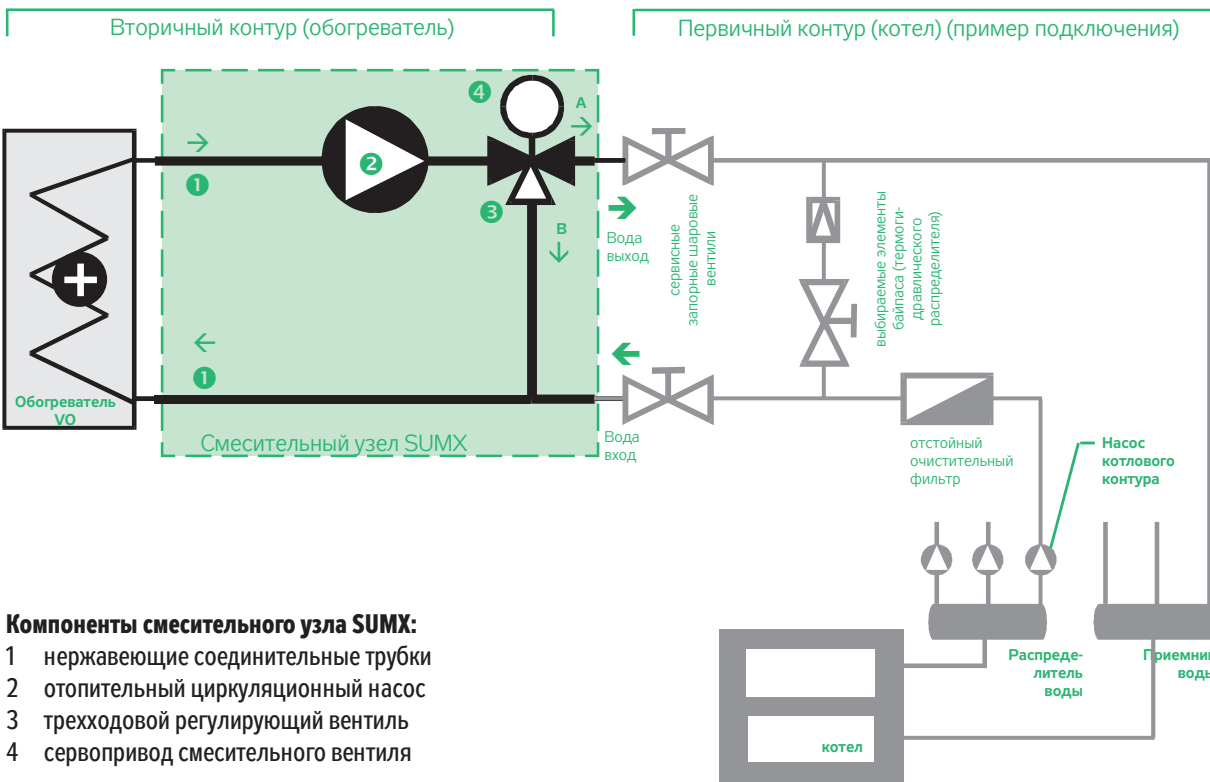 Вторичный контур (обогреватель)
Первичный контур (котел) (пример подключения)
4
A
2
1
3
B
Вода
выход
сервисные
запорные шаровые
вентили
выбираемые элементы
байпаса (термоги-
дравлического
распределителя)
1
Обогреватель
VO
Смесительный узел SUMX
Вода
вход
отстойный
очистительный
фильтр
Насос
котлового
контура
Распреде-
литель
воды
Приемник
воды
котел
Компоненты смесительного узла SUMX:
1 нержавеющие соединительные трубки
2 отопительный циркуляционный насос
3 трехходовой регулирующий вентиль
4 сервопривод смесительного вентиля